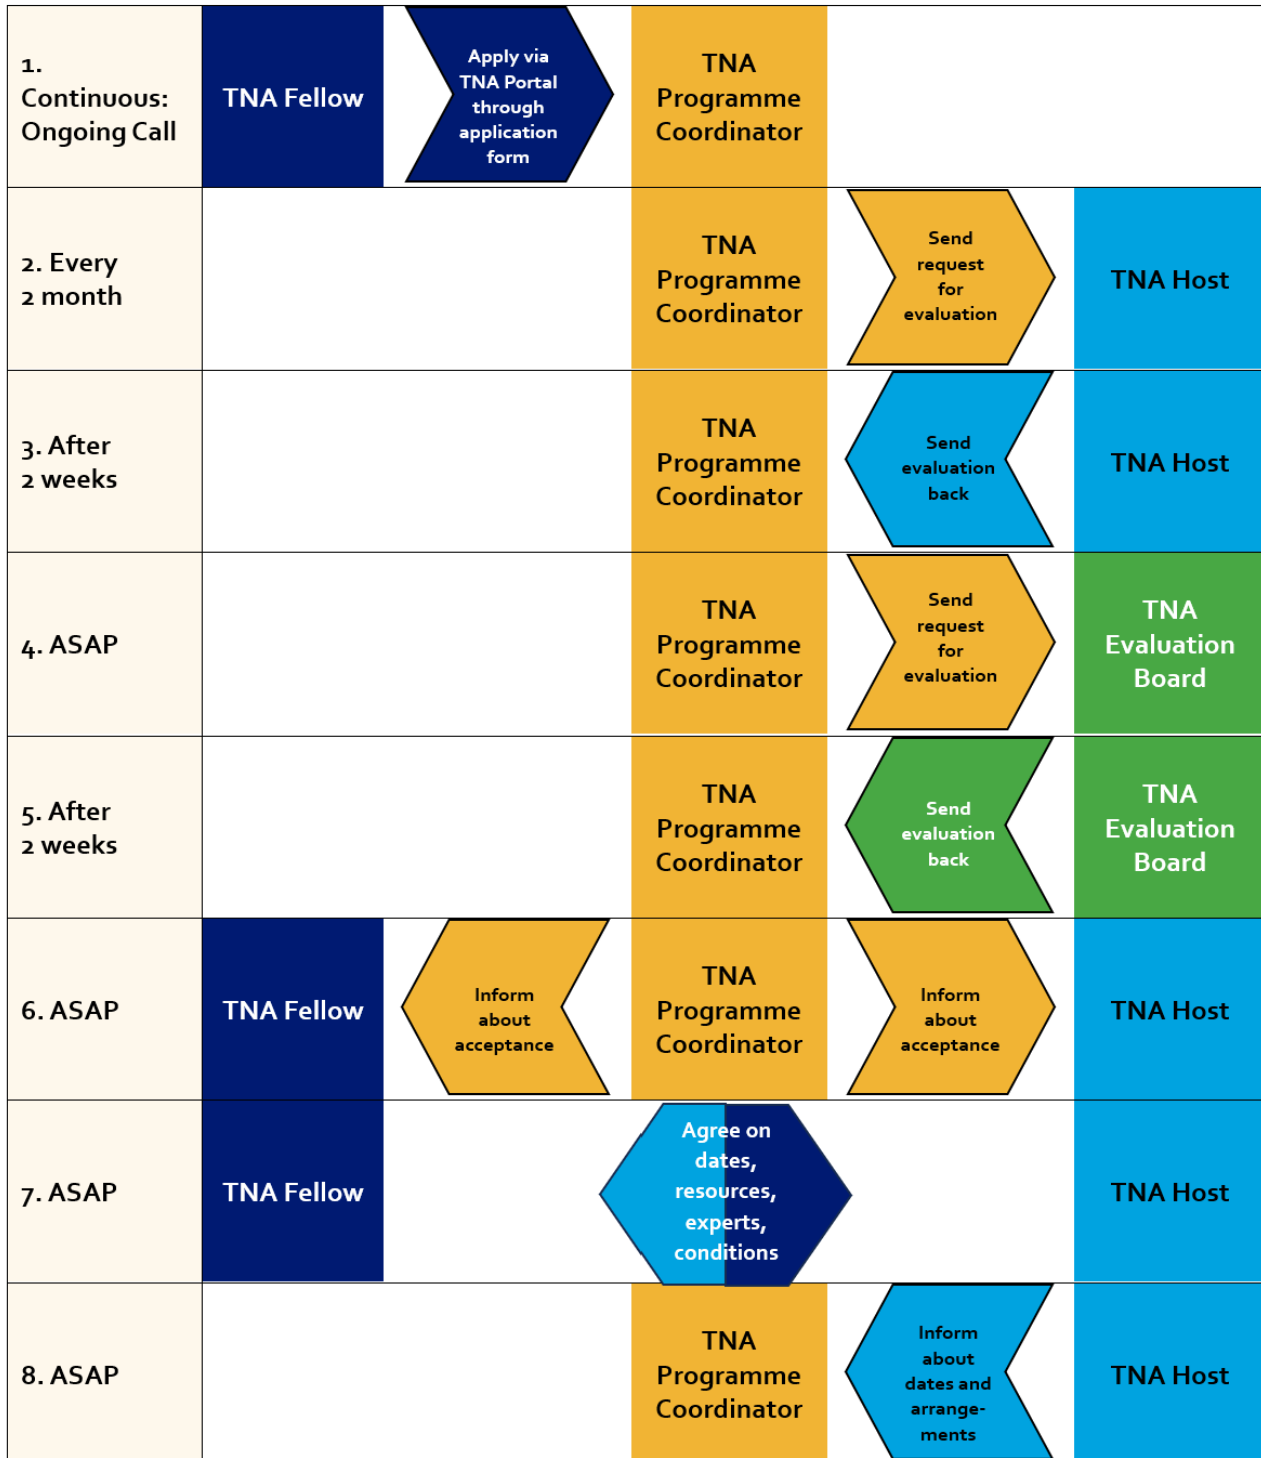 1.
Continuous:
Ongoing Call
TNA Fellow
Apply via
TNA Portal
through
application
form
TNA
Programme
Coordinator
2. Every
2 month
TNA
Programme
Coordinator
Send
request
for
evaluation
TNA Host
3. After
2 weeks
TNA
Programme
Coordinator
Send
evaluation
back
TNA Host
4. ASAP
TNA
Programme
Coordinator
Send
request
for
evaluation
TNA
Evaluation
Board
5. After
2 weeks
TNA
Programme
Coordinator
Send
evaluation
back
TNA
Evaluation
Board
6. ASAP
TNA Fellow
Inform
about
acceptance
TNA
Programme
Coordinator
Inform
about
acceptance
TNA Host
7. ASAP
TNA Fellow
Agree on
dates,
resources,
experts,
conditions
TNA Host
8. ASAP
TNA
Programme
Coordinator
Inform
about
dates and
arrange-
ments
TNA Host